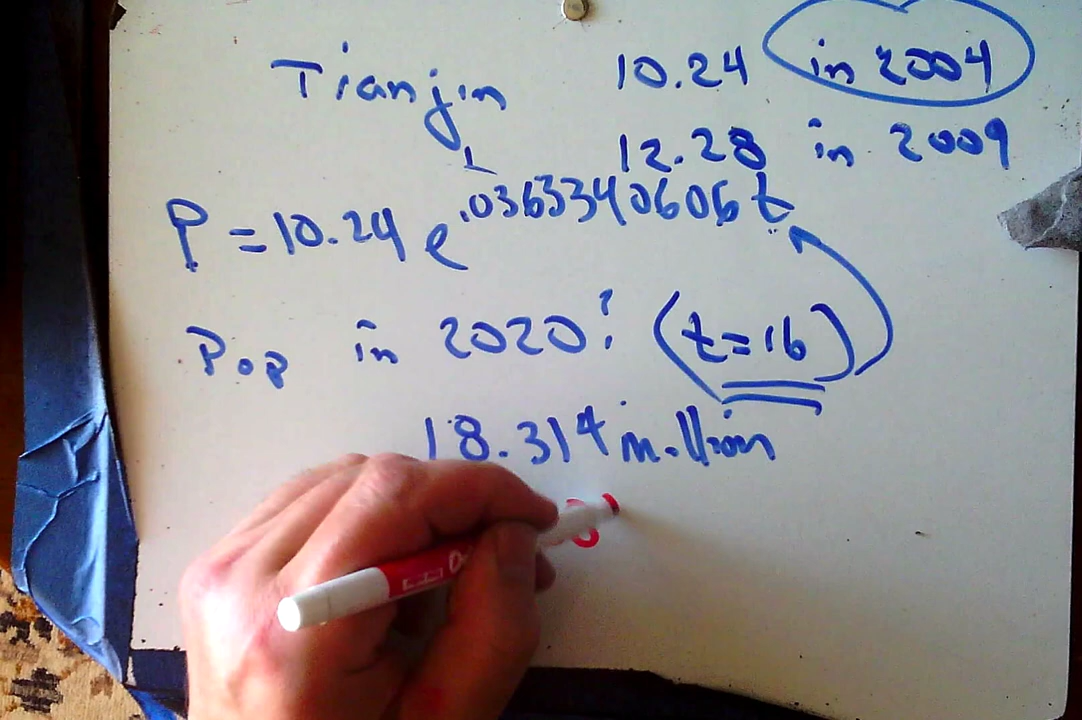 Tianjin 10.24 in 2004
12.28 in 2009
P = 10.24 e^.0363340606t
Pop in 2020? (t=16)
18.314 million